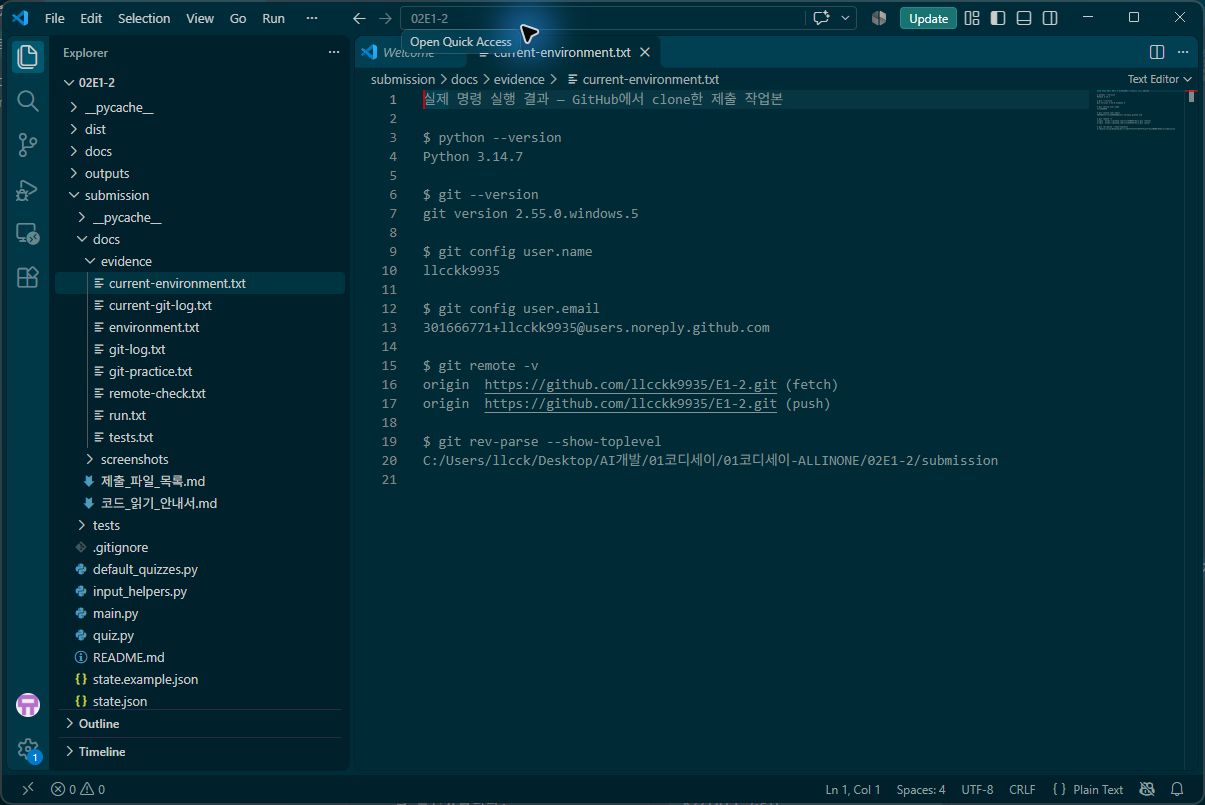 File Edit Selection View Go Run ··· 02E1-2 Update
Open Quick Access
Explorer ···
02E1-2
__pycache__
dist
docs
outputs
submission
__pycache__
docs
evidence
current-environment.txt
current-git-log.txt
environment.txt
git-log.txt
git-practice.txt
remote-check.txt
run.txt
tests.txt
screenshots
제출_파일_목록.md
코드_읽기_안내서.md
tests
.gitignore
default_quizzes.py
input_helpers.py
main.py
quiz.py
README.md
state.example.json
state.json
Outline
Timeline
1
Welcome current-environment.txt
submission > docs > evidence > current-environment.txt Text Editor
1 실제 명령 실행 결과 — GitHub에서 clone한 제출 작업본
2
3 $ python --version
4 Python 3.14.7
5
6 $ git --version
7 git version 2.55.0.windows.5
8
9 $ git config user.name
10 llcckk9935
11
12 $ git config user.email
13 301666771+llcckk9935@users.noreply.github.com
14
15 $ git remote -v
16 origin https://github.com/llcckk9935/E1-2.git (fetch)
17 origin https://github.com/llcckk9935/E1-2.git (push)
18
19 $ git rev-parse --show-toplevel
20 C:/Users/llcck/Desktop/AI개발/01코디세이/01코디세이-ALLINONE/02E1-2/submission
21
0 0 Ln 1, Col 1 Spaces: 4 UTF-8 CRLF { } Plain Text